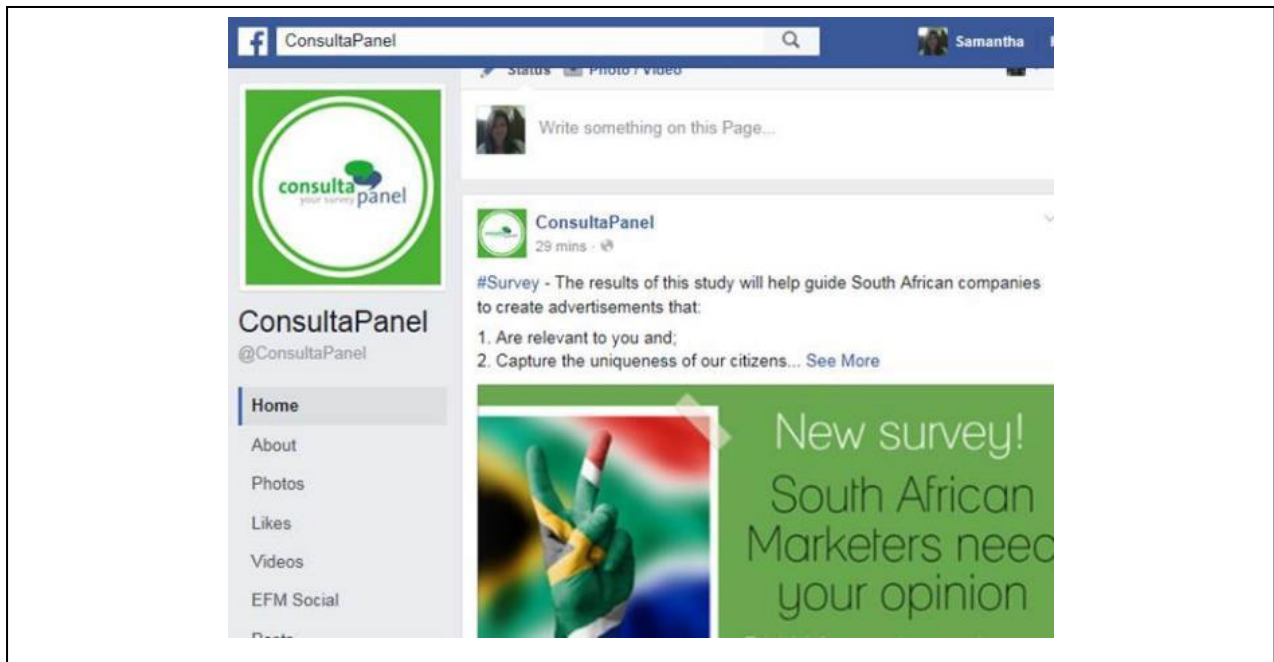 f ConsultaPanel
Samantha
Status Photo / Video
Write something on this Page...
consulta
your survey panel
ConsultaPanel
@ConsultaPanel
Home
About
Photos
Likes
Videos
EFM Social
Posts
ConsultaPanel
29 mins ·
#Survey - The results of this study will help guide South African companies
to create advertisements that:
1. Are relevant to you and;
2. Capture the uniqueness of our citizens... See More
New survey!
South African
Marketers need
your opinion